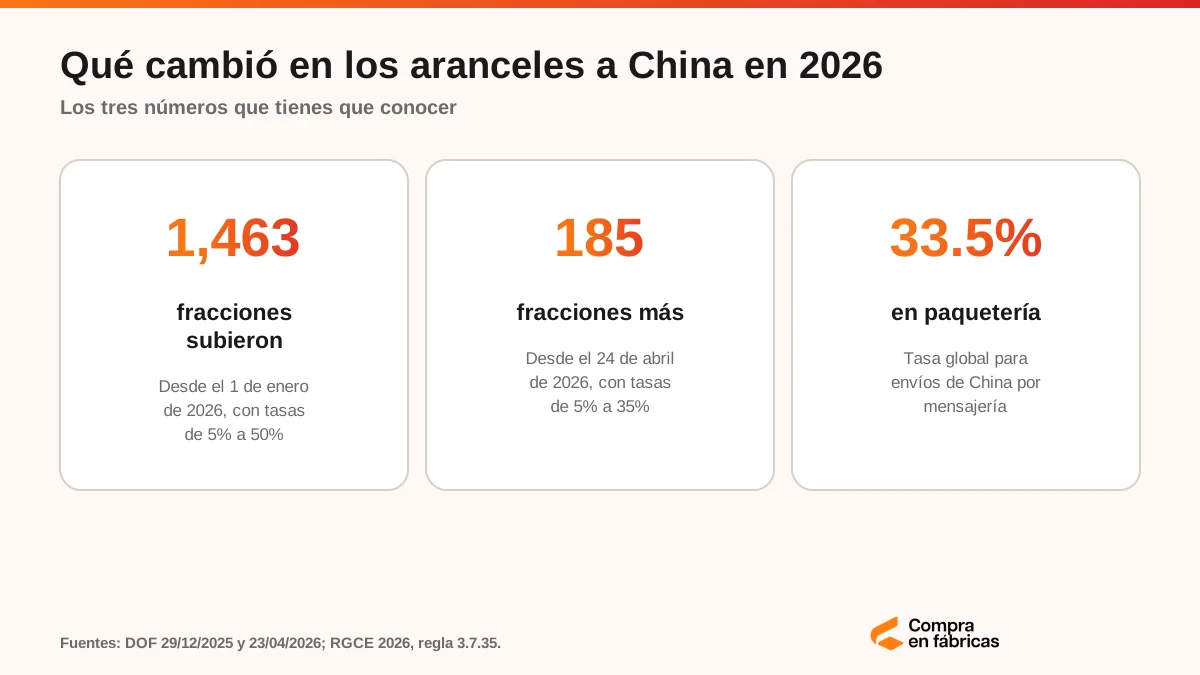 Qué cambió en los aranceles a China en 2026
Los tres números que tienes que conocer
1,463
fracciones
subieron
Desde el 1 de enero
de 2026, con tasas
de 5% a 50%
185
fracciones más
Desde el 24 de abril
de 2026, con tasas
de 5% a 35%
33.5%
en paquetería
Tasa global para
envíos de China por
mensajería
Fuentes: DOF 29/12/2025 y 23/04/2026; RGCE 2026, regla 3.7.35.
Compra
en fábricas